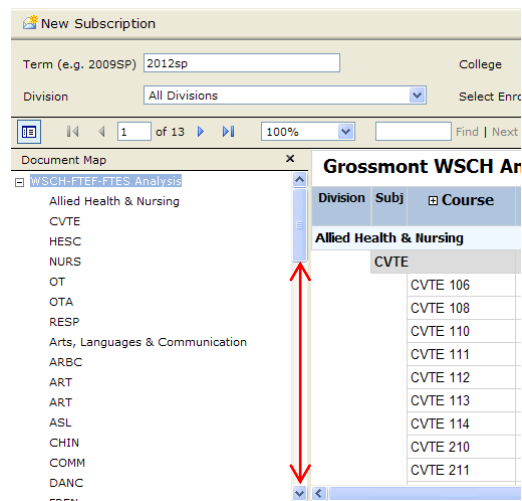 New Subscription
Term (e.g. 2009SP) 2012sp College
Division All Divisions Select Enro
1 of 13 100% Find | Next
Document Map x
WSCH-FTEF-FTES Analysis
Allied Health & Nursing
CVTE
HESC
NURS
OT
OTA
RESP
Arts, Languages & Communication
ARBC
ART
ART
ASL
CHIN
COMM
DANC
Grossmont WSCH An
Division Subj Course
Allied Health & Nursing
CVTE
CVTE 106
CVTE 108
CVTE 110
CVTE 111
CVTE 112
CVTE 113
CVTE 114
CVTE 210
CVTE 211